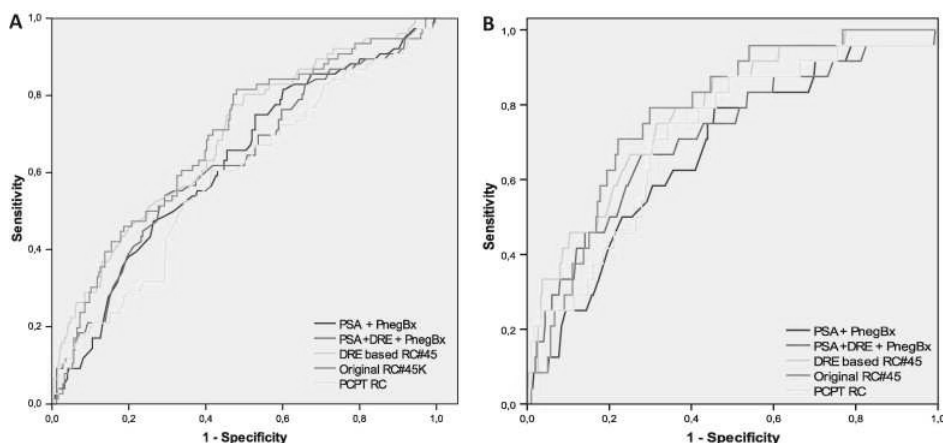 A
Sensitivity
1,0
0,8
0,6
0,4
0,2
0,0
PSA + PnegBx
PSA+DRE + PnegBx
DRE based RC#45
Original RC#45K
PCPT RC
0,0 0,2 0,4 0,6 0,8 1,0
1 - Specificity
B
Sensitivity
1,0
0,8
0,6
0,4
0,2
0,0
PSA+ PnegBx
PSA+DRE + PnegBx
DRE based RC#45
Original RC#45
PCPT RC
0,0 0,2 0,4 0,6 0,8 1,0
1 - Specificity